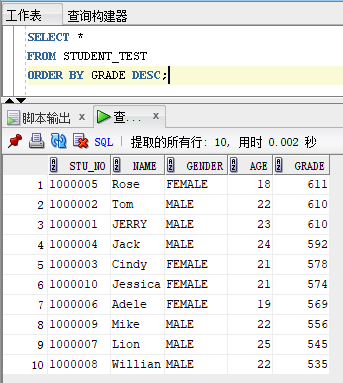 工作表 查询构建器
SELECT *
FROM STUDENT_TEST
ORDER BY GRADE DESC;
脚本输出 x 查... x
SQL | 提取的所有行: 10, 用时 0.002 秒
STU_NO NAME GENDER AGE GRADE
1 1000005 Rose FEMALE 18 611
2 1000002 Tom MALE 22 610
3 1000001 JERRY MALE 23 610
4 1000004 Jack MALE 24 592
5 1000003 Cindy FEMALE 21 578
6 1000010 Jessica FEMALE 21 574
7 1000006 Adele FEMALE 19 569
8 1000009 Mike MALE 22 556
9 1000007 Lion MALE 25 545
10 1000008 Willian MALE 22 535